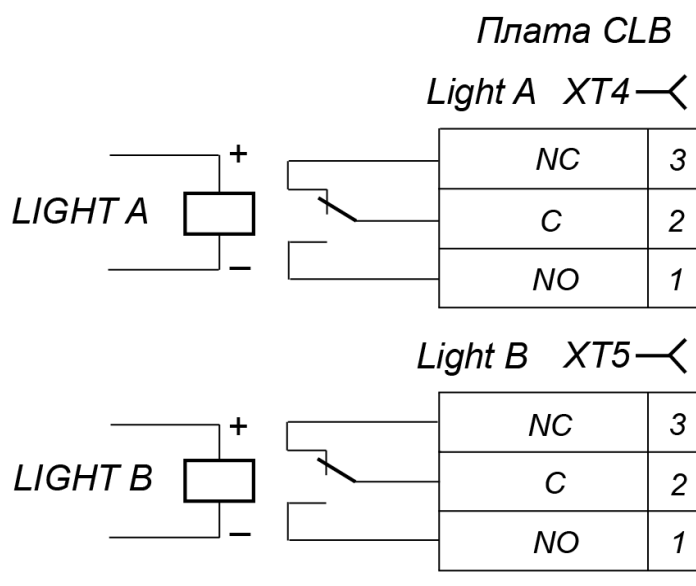 Плата CLB
Light A XT4
+
NC 3
LIGHT A
C 2
–
NO 1
Light B XT5
+
NC 3
LIGHT B
C 2
–
NO 1